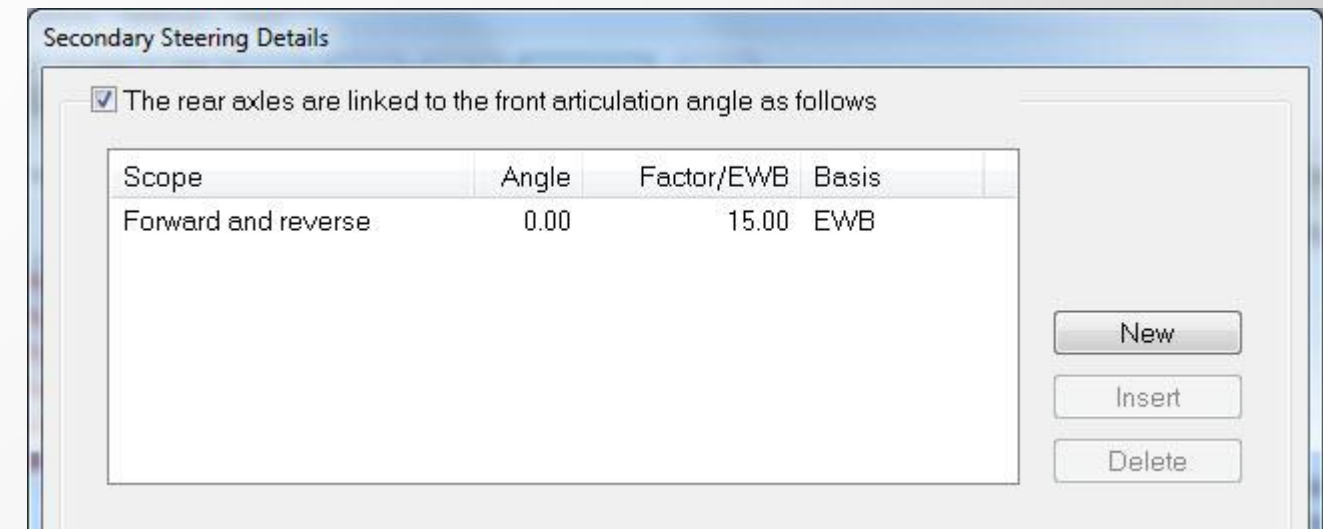 Secondary Steering Details
The rear axles are linked to the front articulation angle as follows
Scope Angle Factor/EWB Basis
Forward and reverse 0.00 15.00 EWB
New
Insert
Delete